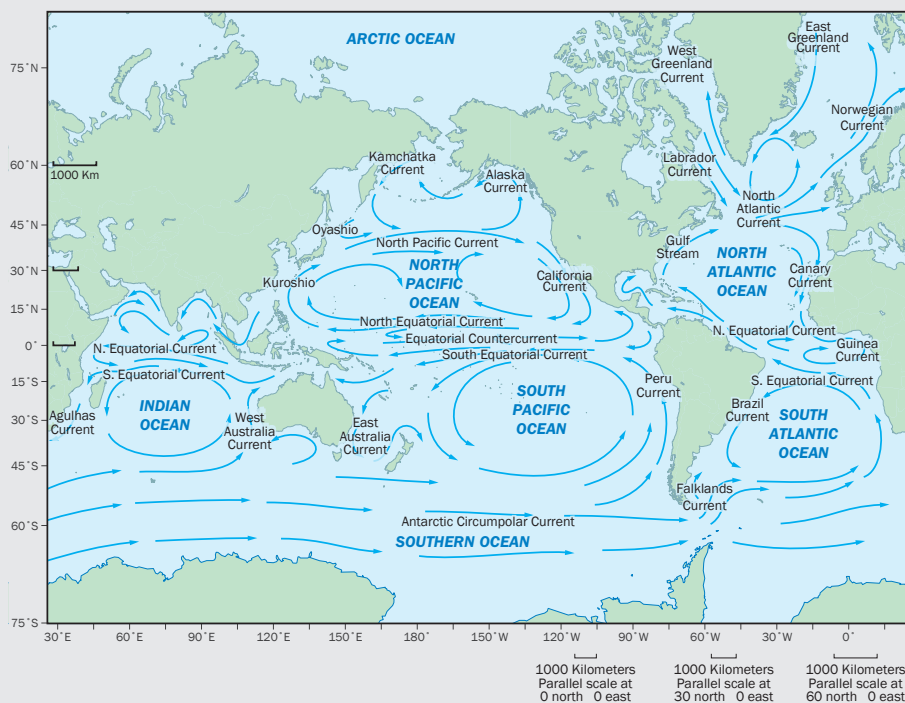 ARCTIC OCEAN
East
Greenland
Current
West
Greenland
Current
75°N
Norwegian
Current
60°N
1000 Km
Kamchatka
Current
Alaska
Current
Labrador
Current
North
Atlantic
Current
45°N
Oyashio
North Pacific Current
Gulf
Stream
30°N
Kuroshio
NORTH
PACIFIC
OCEAN
California
Current
NORTH
ATLANTIC
OCEAN
Canary
Current
15°N
North Equatorial Current
N. Equatorial Current
0°
N. Equatorial Current
Equatorial Countercurrent
South Equatorial Current
Guinea
Current
15°S
S. Equatorial Current
Peru
Current
S. Equatorial Current
30°S
Agulhas
Current
INDIAN
OCEAN
West
Australia
Current
East
Australia
Current
SOUTH
PACIFIC
OCEAN
Brazil
Current
SOUTH
ATLANTIC
OCEAN
45°S
Falklands
Current
60°S
Antarctic Circumpolar Current
SOUTHERN OCEAN
75°S
30°E 60°E 90°E 120°E 150°E 180° 150°W 120°W 90°W 60°W 30°W 0°
1000 Kilometers
Parallel scale at
0 north 0 east
1000 Kilometers
Parallel scale at
30 north 0 east
1000 Kilometers
Parallel scale at
60 north 0 east